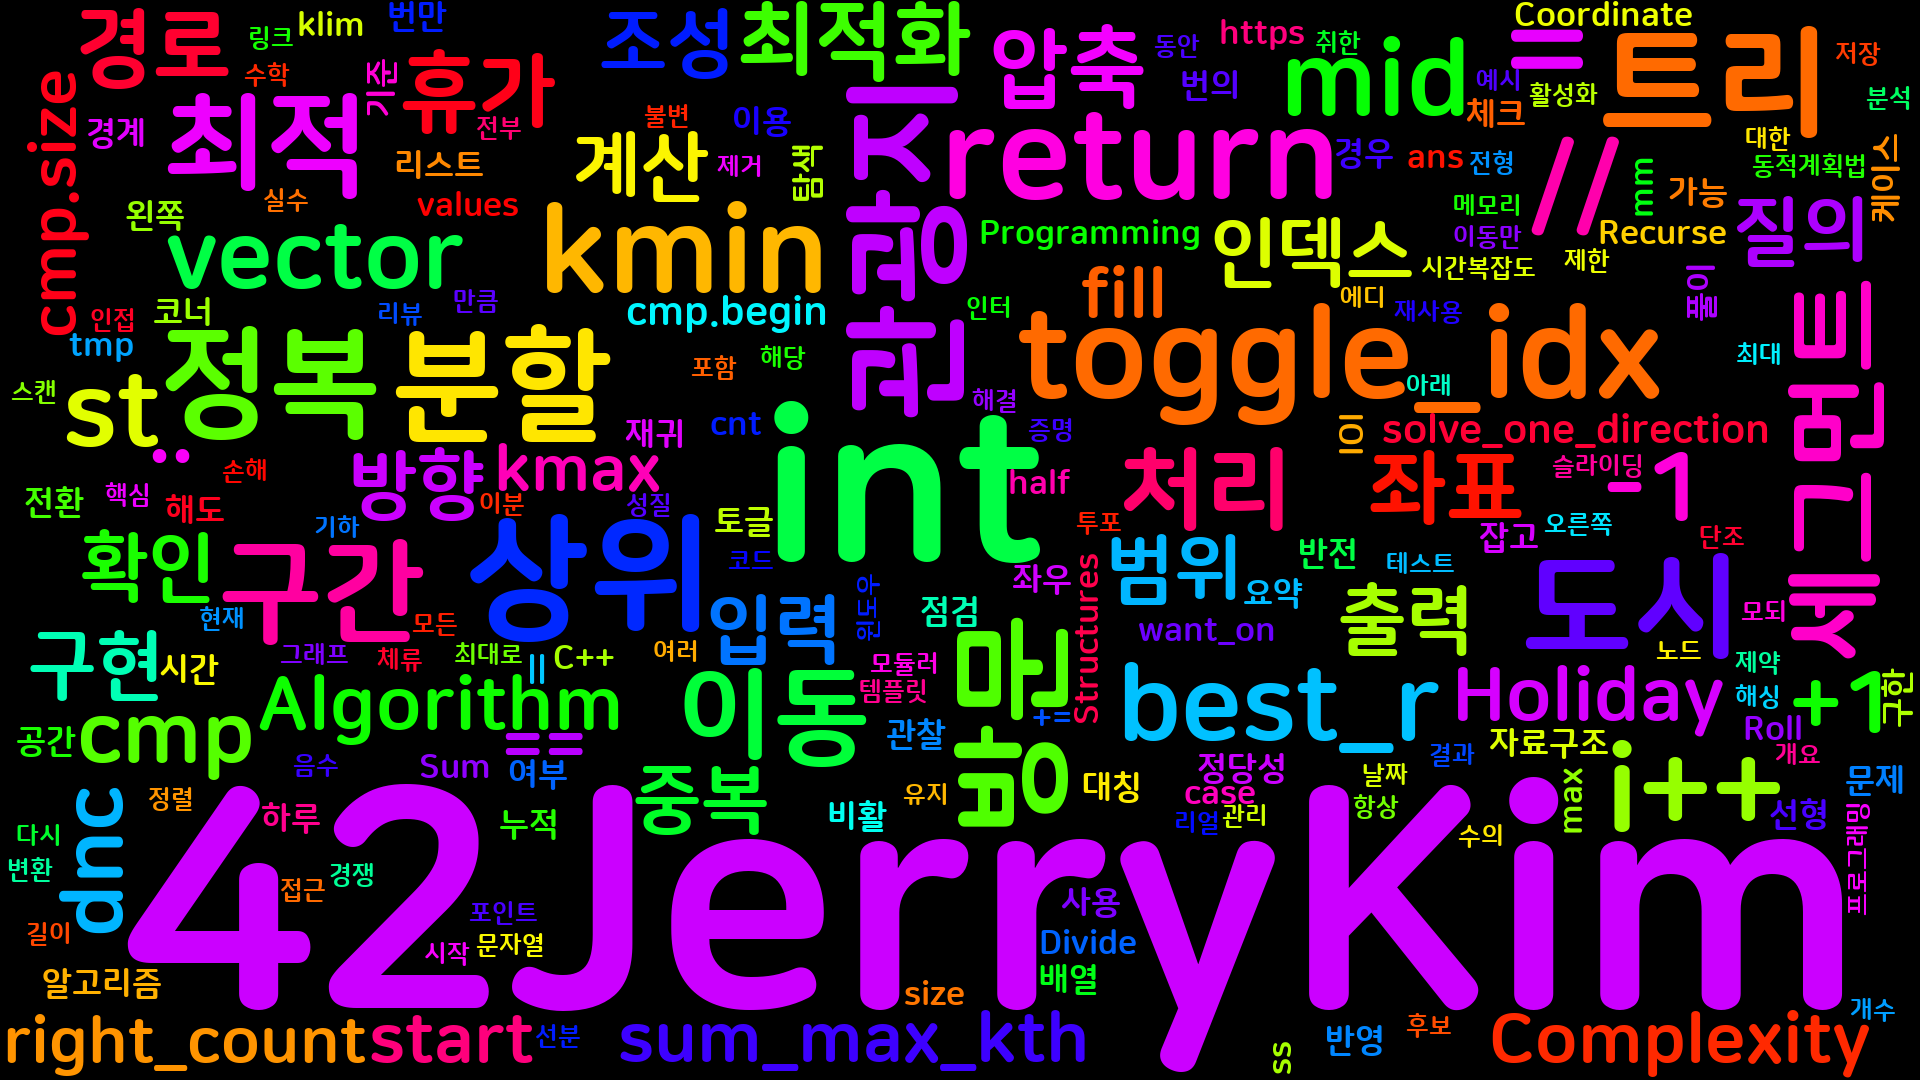 경로
링크
klim
번만
조성
최적화
압축
동안
https
취한
mid
Coordinate
=
트리
저장
수학
기준
휴가
cmp.size
경계
최적
전부
불변
이용
번의
예시
활성화
체크
분석
리스트
계산
제거
탐색
return
경우
ans
전형
//
대한
동적계획법
케이스
실수
values
왼쪽
vector
kmin
Programming
인덱스
메모리
이동만
mm
가능
Recurse
질의
시간복잡도
제한
코너
리뷰
만큼
cmp.begin
인터
fill
에디
재사용
풀이
인접
tmp
정복
분할
포함
해당
toggle_idx
최대
스캔
st
아래
해결
세그먼트
cnt
증명
IOI
solve_one_direction
재귀
int
손해
방향
kmax
half
처리
좌표
슬라이딩
-1
전환
핵심
해도
이분
성질
토글
투포
오른쪽
잡고
단조
기하
확인
구간
상위
코드
좌우
범위
반전
테스트
요약
현재
모든
입력
윈도우
점검
Structures
want_on
출력
도시
모되
구현
시간
그래프
체류
최대로
||
C++
여러
모듈러
노드
제약
템플릿
해싱
Algorithm
이동
best_r
Holiday
+1
구한
공간
cmp
==
+=
관찰
Roll
자료구조
개요
음수
Sum
여부
정당성
결과
i++
문제
정렬
하루
중복
유지
대칭
case
날짜
항상
max
선형
dnc
다시
누적
비활
리얼
관리
수의
변환
접근
경쟁
42JerryKim
프로그래밍
길이
포인트
사용
시작
문자열
Divide
알고리즘
size
배열
개수
right_count
start
선분
sum_max_kth
ss
반영
후보
Complexity